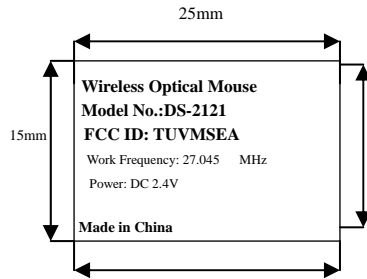 25mm
15mm
Wireless Optical Mouse
Model No.:DS-2121
FCC ID: TUVMSEA
Work Frequency: 27.045 MHz
Power: DC 2.4V
Made in China